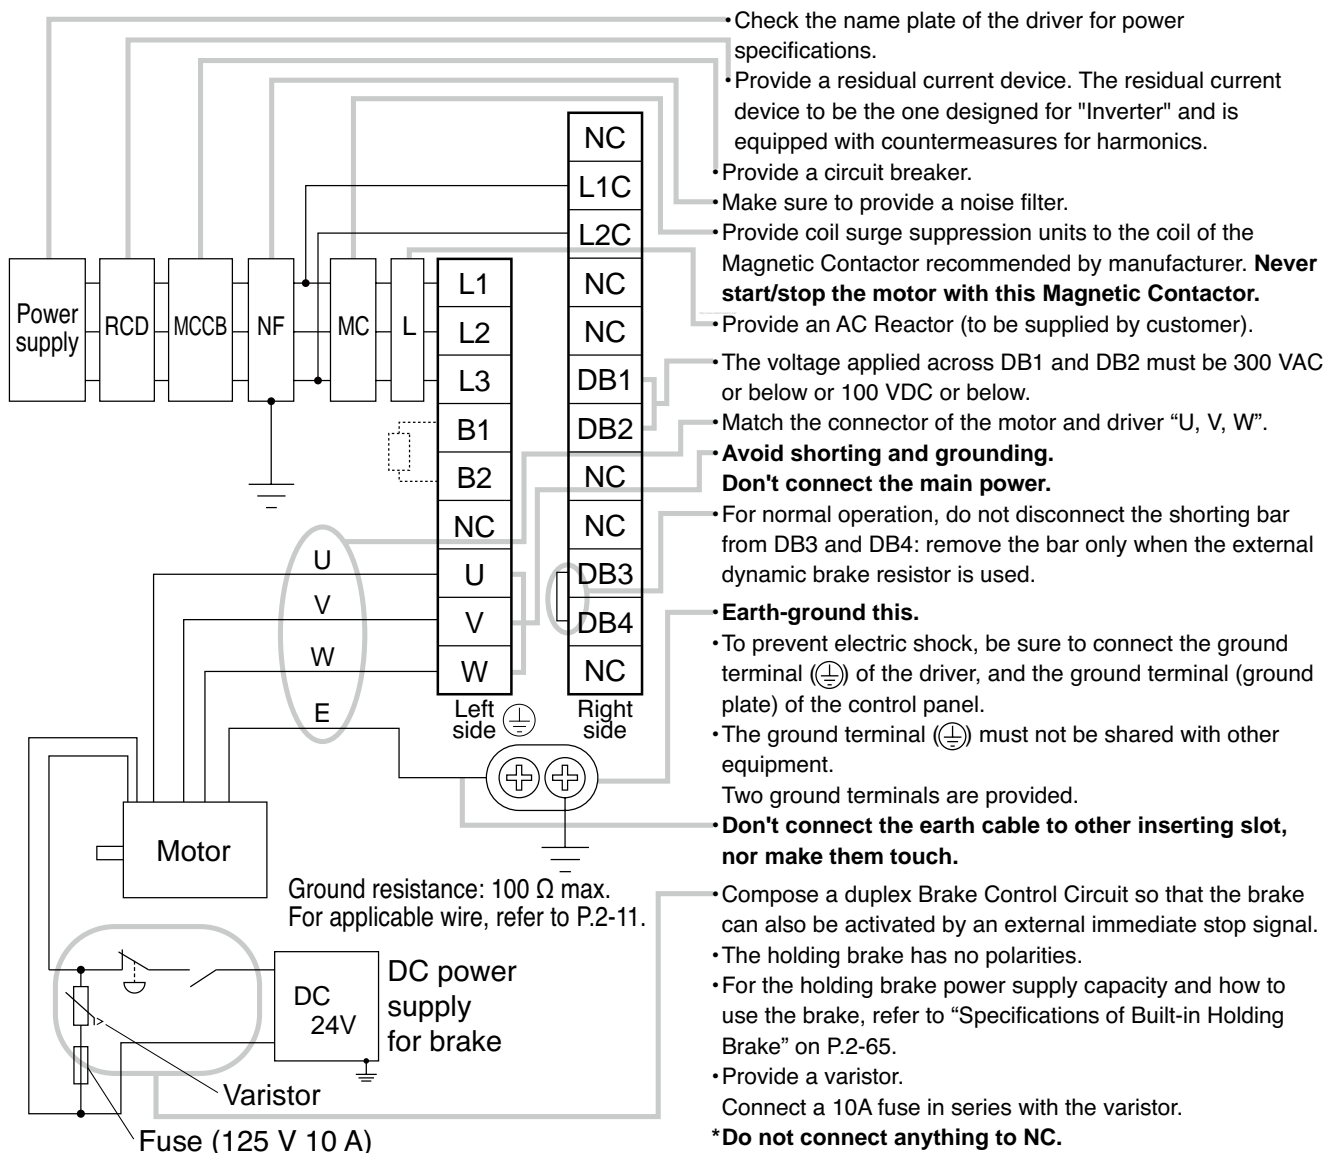 Power
supply
RCD
MCCB
NF
MC
L
L1
L2
L3
B1
B2
NC
U
V
W
Left
side
NC
L1C
L2C
NC
NC
DB1
DB2
NC
NC
DB3
DB4
NC
Right
side
U
V
W
E
Motor
Ground resistance: 100 Ω max.
For applicable wire, refer to P.2-11.
DC
24V
DC power
supply
for brake
Varistor
Fuse (125 V 10 A)
·Check the name plate of the driver for power
specifications.
·Provide a residual current device. The residual current
device to be the one designed for "Inverter" and is
equipped with countermeasures for harmonics.
·Provide a circuit breaker.
·Make sure to provide a noise filter.
·Provide coil surge suppression units to the coil of the
Magnetic Contactor recommended by manufacturer. Never
start/stop the motor with this Magnetic Contactor.
·Provide an AC Reactor (to be supplied by customer).
·The voltage applied across DB1 and DB2 must be 300 VAC
or below or 100 VDC or below.
·Match the connector of the motor and driver “U, V, W”.
·Avoid shorting and grounding.
Don't connect the main power.
·For normal operation, do not disconnect the shorting bar
from DB3 and DB4: remove the bar only when the external
dynamic brake resistor is used.
·Earth-ground this.
·To prevent electric shock, be sure to connect the ground
terminal (⏚) of the driver, and the ground terminal (ground
plate) of the control panel.
·The ground terminal (⏚) must not be shared with other
equipment.
Two ground terminals are provided.
·Don't connect the earth cable to other inserting slot,
nor make them touch.
·Compose a duplex Brake Control Circuit so that the brake
can also be activated by an external immediate stop signal.
·The holding brake has no polarities.
·For the holding brake power supply capacity and how to
use the brake, refer to “Specifications of Built-in Holding
Brake” on P.2-65.
·Provide a varistor.
Connect a 10A fuse in series with the varistor.
*Do not connect anything to NC.